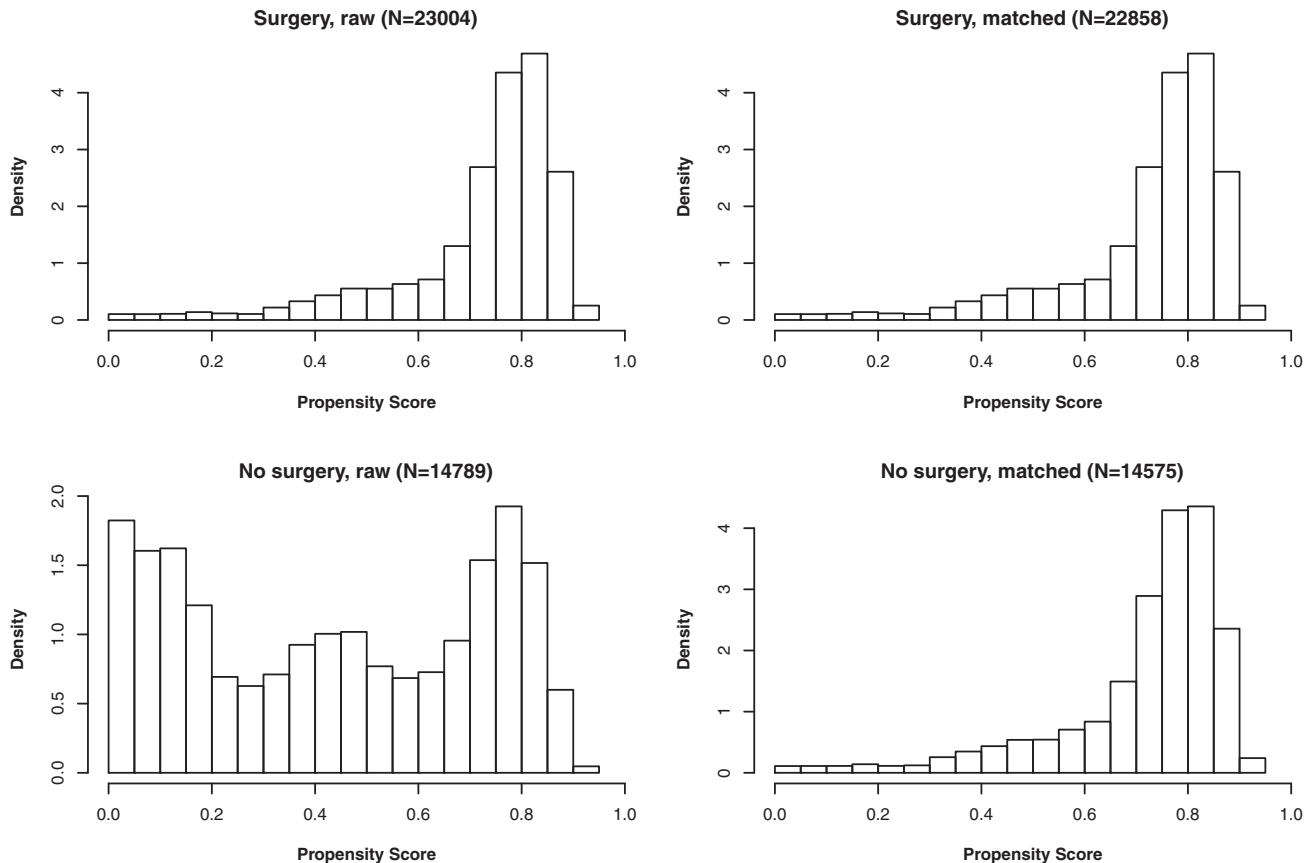 Surgery, raw (N=23004)
Density
0 1 2 3 4
0.0 0.2 0.4 0.6 0.8 1.0
Propensity Score
Surgery, matched (N=22858)
Density
0 1 2 3 4
0.0 0.2 0.4 0.6 0.8 1.0
Propensity Score
No surgery, raw (N=14789)
Density
0.0 0.5 1.0 1.5 2.0
0.0 0.2 0.4 0.6 0.8 1.0
Propensity Score
No surgery, matched (N=14575)
Density
0 1 2 3 4
0.0 0.2 0.4 0.6 0.8 1.0
Propensity Score